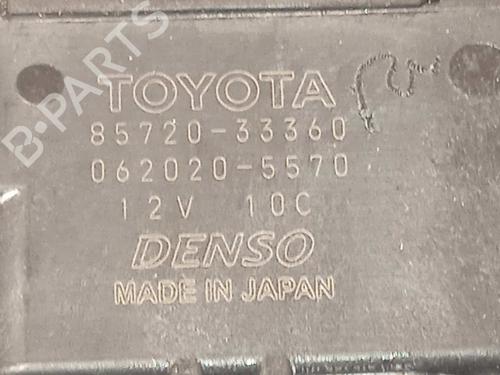 B-PARTS
TOYOTA
85720-33360
062020-5570
12V 10C
DENSO
MADE IN JAPAN